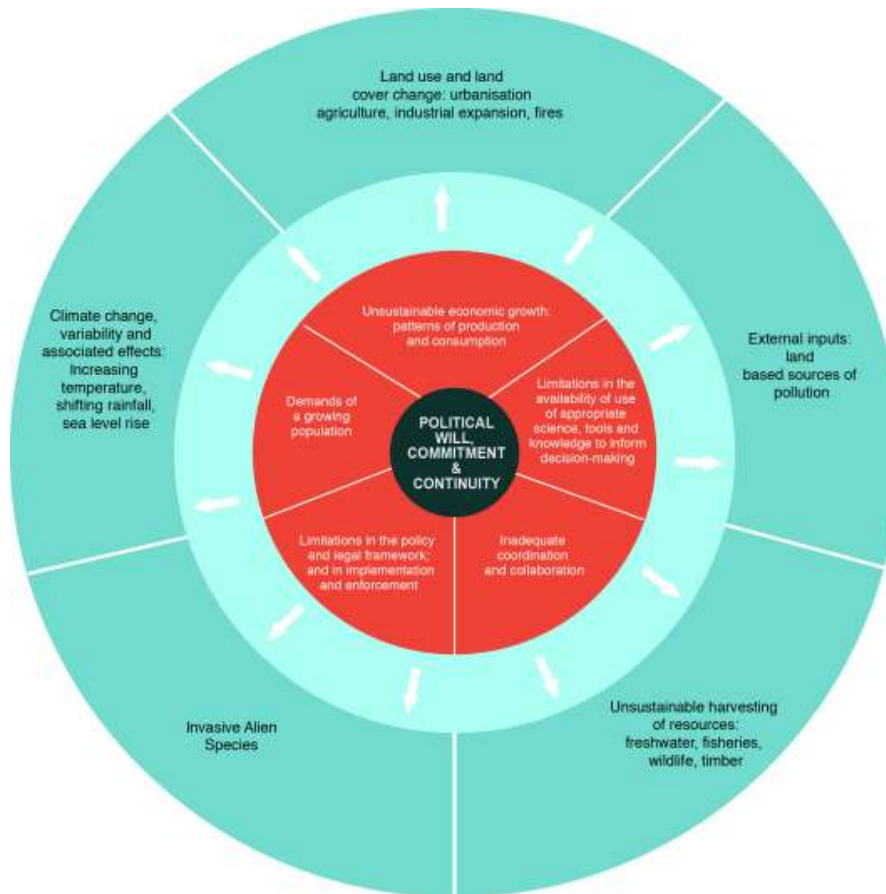 Land use and land
cover change: urbanisation
agriculture, industrial expansion, fires
External inputs:
land
based sources of
pollution
Unsustainable harvesting
of resources:
freshwater, fisheries,
wildlife, timber
Invasive Alien
Species
Climate change,
variability and
associated effects:
Increasing
temperature,
shifting rainfall,
sea level rise
Unsustainable economic growth:
patterns of production
and consumption
Limitations in the
availability of use
of appropriate
science, tools and
knowledge to inform
decision-making
Inadequate
coordination
and collaboration
Limitations in the policy
and legal framework;
and in implementation
and enforcement
Demands of
a growing
population
POLITICAL
WILL,
COMMITMENT
&
CONTINUITY